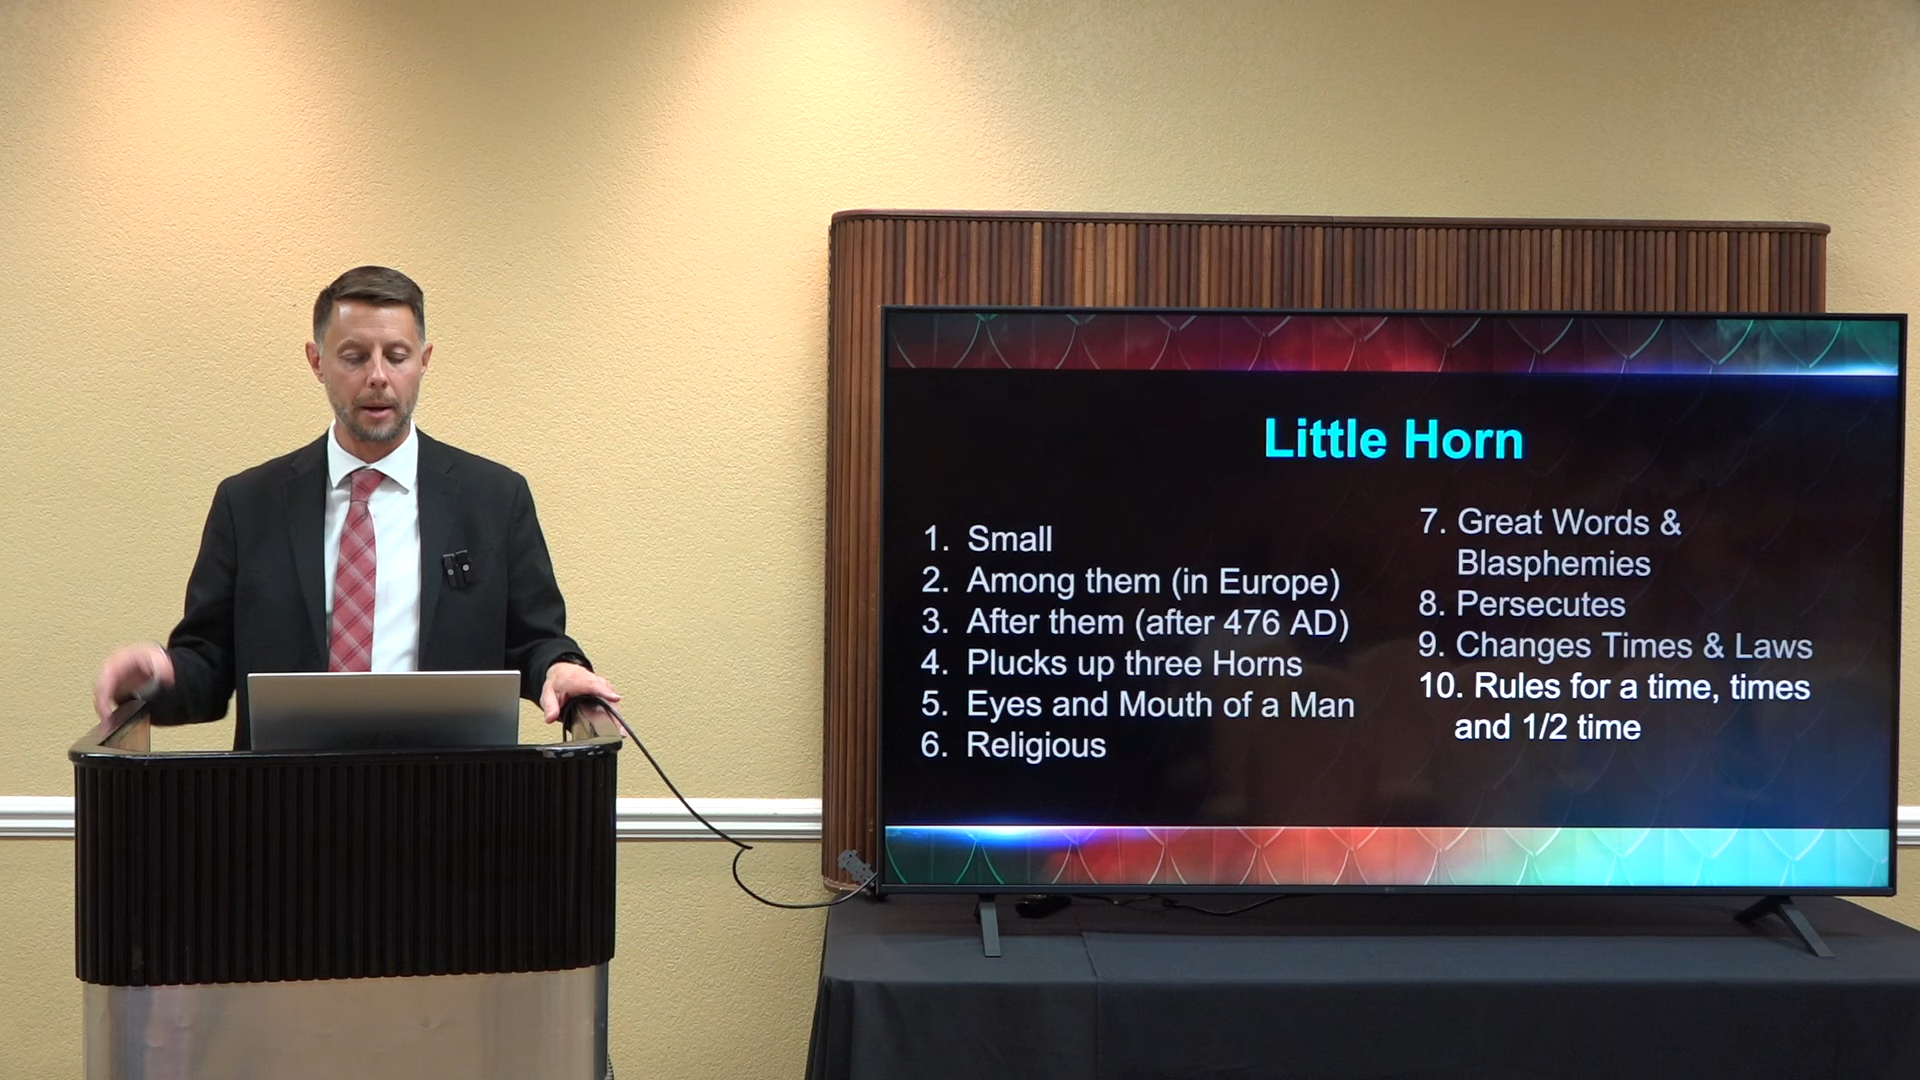 Little Horn
1. Small
2. Among them (in Europe)
3. After them (after 476 AD)
4. Plucks up three Horns
5. Eyes and Mouth of a Man
6. Religious
7. Great Words &
Blasphemies
8. Persecutes
9. Changes Times & Laws
10. Rules for a time, times
and 1/2 time